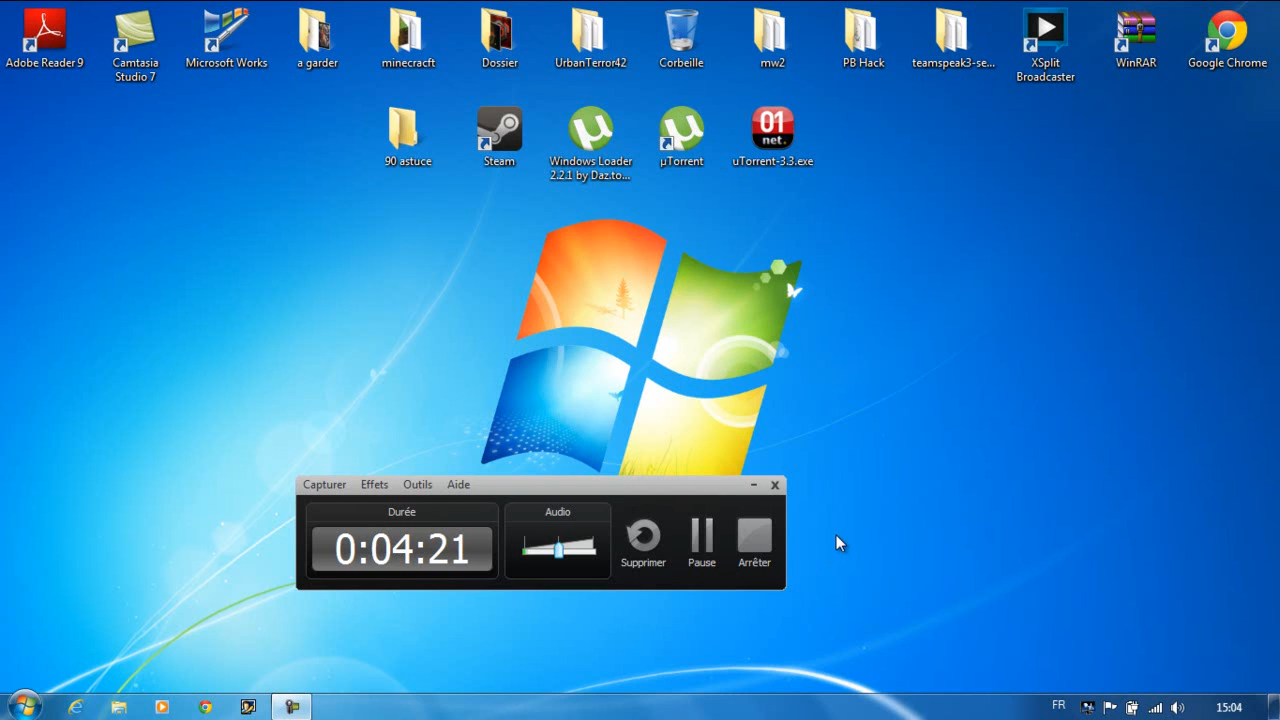 Adobe Reader 9
Camtasia
Studio 7
Microsoft Works
a garder
minecracft
Dossier
UrbanTerror42
Corbeille
mw2
PB Hack
teamspeak3-se...
XSplit
Broadcaster
WinRAR
Google Chrome
90 astuce
Steam
Windows Loader
2.2.1 by Daz.to...
µTorrent
01
net.
uTorrent-3.3.exe
Capturer Effets Outils Aide
Durée
0:04:21
Audio
Supprimer
Pause
Arrêter
FR
15:04